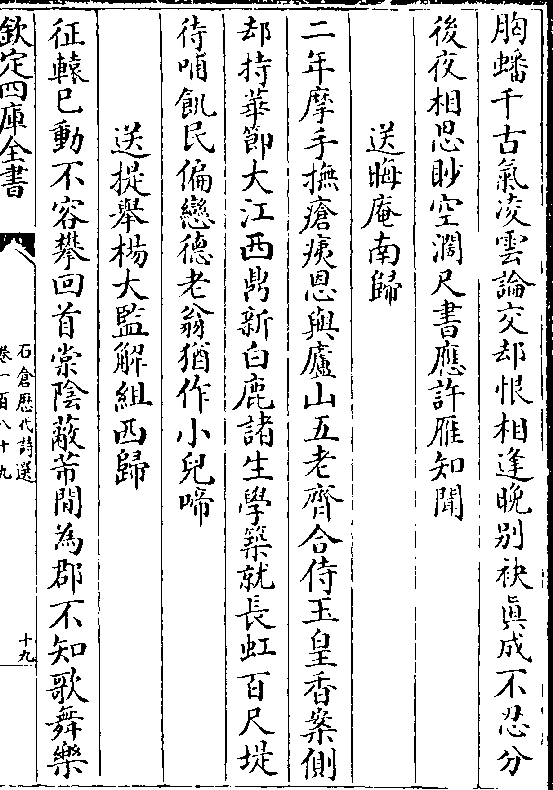 胸蟠千古氣凌雲論交却恨相逢晩别袂真成不忍分
後夜相思眇空濶尺書應許雁知聞
送晦庵南歸
二年摩手撫瘡痍恩與廬山五老齊合侍玉皇香案側
却持華節大江西鼎新白鹿諸生學築就長虹百尺堤
待哺飢民偏戀德老翁猶作小兒啼
送提舉楊大監解組西歸
征轅已動不容攀回首棠陰蔽芾間為郡不知歌舞樂
欽定四庫全書
石倉歴代詩選
卷一百八十九
十九